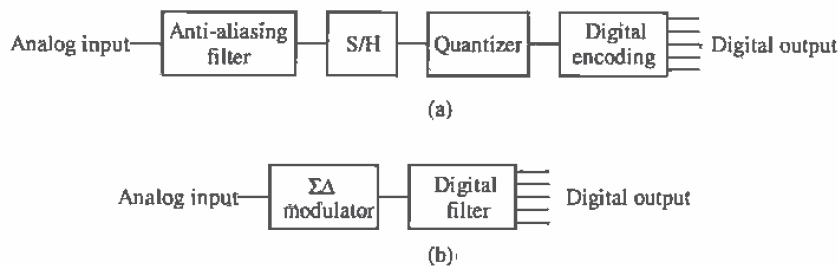 Analog input
Anti-aliasing
filter
S/H
Quantizer
Digital
encoding
Digital output
(a)
Analog input
ΣΔ
modulator
Digital
filter
Digital output
(b)